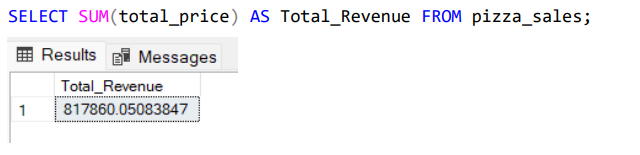 SELECT SUM(total_price) AS Total_Revenue FROM pizza_sales;
Results Messages
Total_Revenue
1 817860.05083847